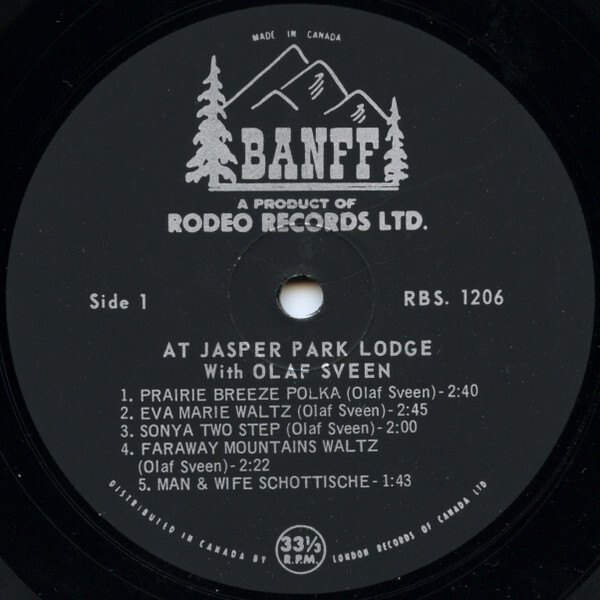 MADE IN CANADA
BANFF
A PRODUCT OF
RODEO RECORDS LTD.
Side 1
RBS. 1206
AT JASPER PARK LODGE
With OLAF SVEEN
1. PRAIRIE BREEZE POLKA (Olaf Sveen)-2:40
2. EVA MARIE WALTZ (Olaf Sveen)-2:45
3. SONYA TWO STEP (Olaf Sveen)-2:00
4. FARAWAY MOUNTAINS WALTZ
(Olaf Sveen)-2:22
5. MAN & WIFE SCHOTTISCHE-1:43
DISTRIBUTED IN CANADA BY LONDON RECORDS OF CANADA LTD
33⅓
R.P.M.